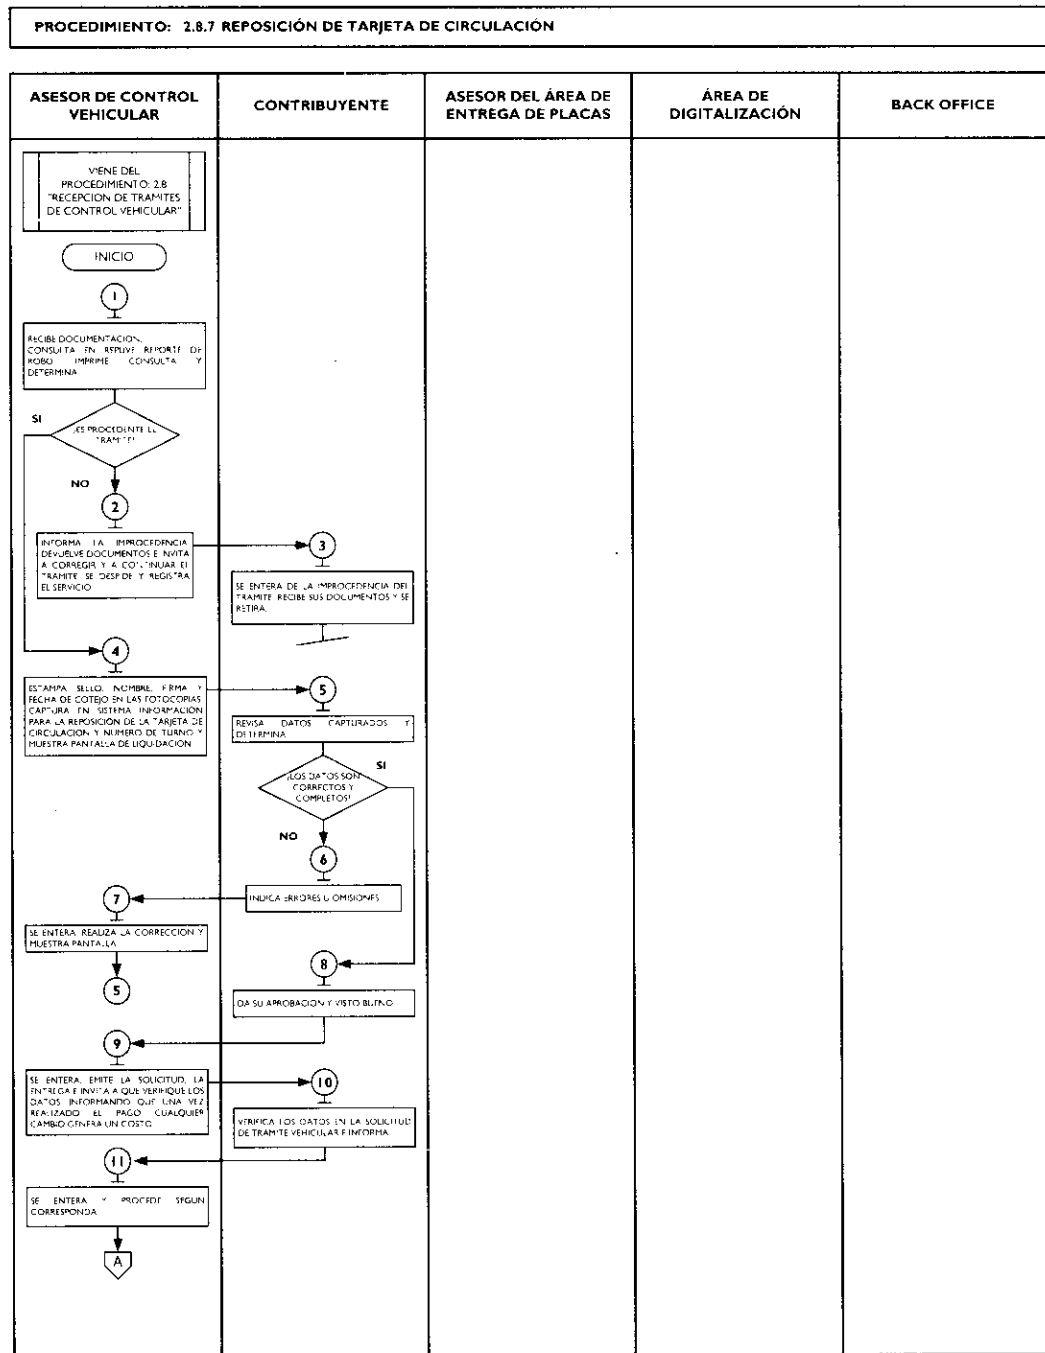 PROCEDIMIENTO: 2.8.7 REPOSICIÓN DE TARJETA DE CIRCULACIÓN
ASESOR DE CONTROL
VEHICULAR
CONTRIBUYENTE
ASESOR DEL ÁREA DE
ENTREGA DE PLACAS
ÁREA DE
DIGITALIZACIÓN
BACK OFFICE
VIENE DEL
PROCEDIMIENTO: 2.8
"RECEPCION DE TRAMITES
DE CONTROL VEHICULAR"
INICIO
1
RECIBE DOCUMENTACION,
CONSULTA EN REPUVE REPORTE DE
ROBO IMPRIME CONSULTA Y
DETERMINA
SI
¿ES PROCEDENTE EL
TRAMITE?
NO
2
INFORMA LA IMPROCEDENCIA
DEVUELVE DOCUMENTOS E INVITA
A CORREGIR Y A CONTINUAR EL
TRAMITE SE DESPIDE Y REGISTRA
EL SERVICIO
3
SE ENTERA DE LA IMPROCEDENCIA DEL
TRAMITE RECIBE SUS DOCUMENTOS Y SE
RETIRA.
4
ESTAMPA SELLO, NOMBRE, FIRMA Y
FECHA DE COTEJO EN LAS FOTOCOPIAS
CAPTURA EN SISTEMA INFORMACION
PARA LA REPOSICION DE LA TARJETA DE
CIRCULACION Y NUMERO DE TURNO Y
MUESTRA PANTALLA DE LIQUIDACION
5
REVISA DATOS CAPTURADOS Y
DETERMINA
SI
¿LOS DATOS SON
CORRECTOS Y
COMPLETOS?
NO
6
INDICA ERRORES U OMISIONES
7
SE ENTERA REALIZA LA CORRECCION Y
MUESTRA PANTALLA
5
8
DA SU APROBACION Y VISTO BUENO
9
SE ENTERA, EMITE LA SOLICITUD, LA
ENTREGA E INVITA A QUE VERIFIQUE LOS
DATOS INFORMANDO QUE UNA VEZ
REALIZADO EL PAGO CUALQUIER
CAMBIO GENERA UN COSTO
10
VERIFICA LOS DATOS EN LA SOLICITUD
DE TRAMITE VEHICULAR E INFORMA
11
SE ENTERA Y PROCEDE SEGUN
CORRESPONDA
A